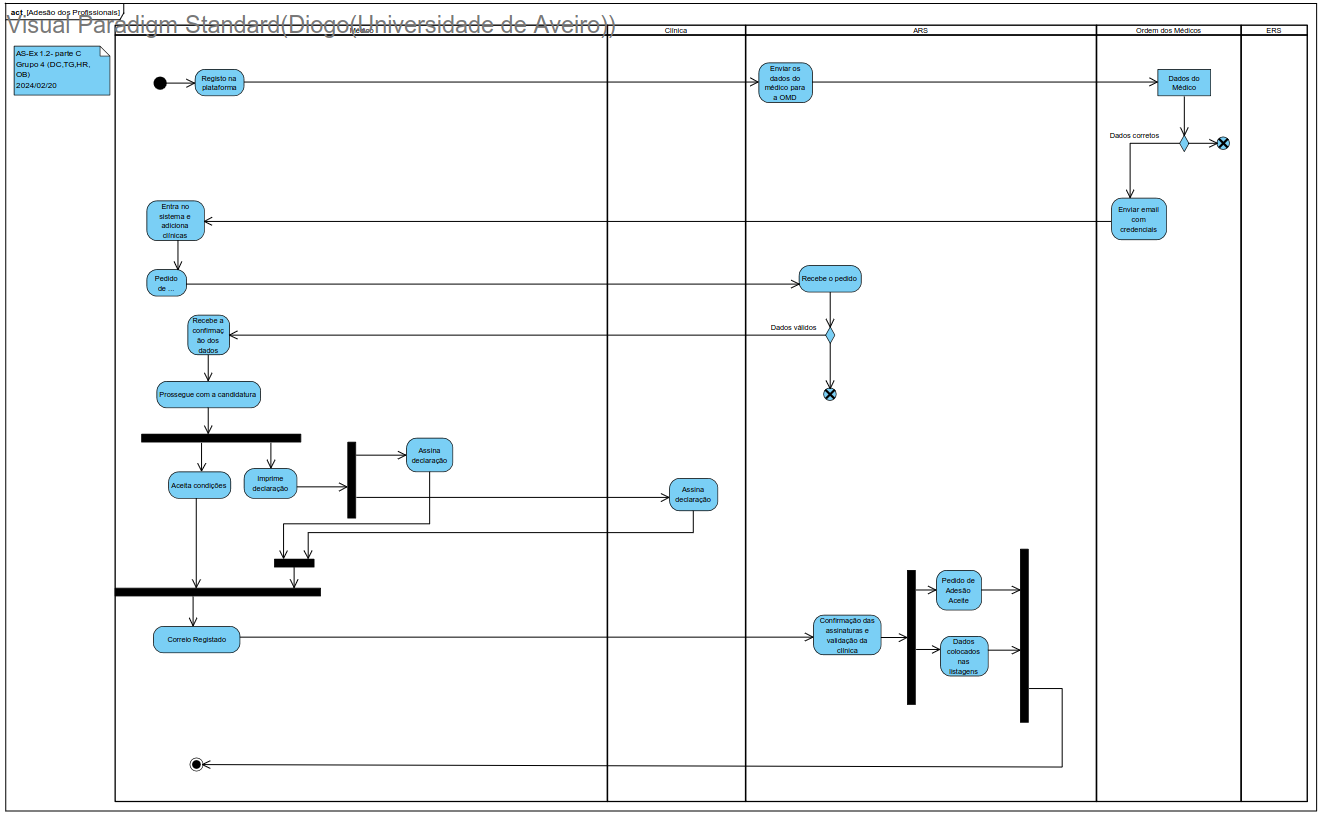 act [Adesão dos Profissionais]
Visual Paradigm Standard(Diogo(Universidade de Aveiro))
Médico
Clínica
ARS
Ordem dos Médicos
ERS
AS-Ex 1.2- parte C
Grupo 4 (DC,TG,HR,
OB)
2024/02/20
Registo na
plataforma
Enviar os
dados do
médico para
a OMD
Dados do
Médico
Dados corretos
Entra no
sistema e
adiciona
clínicas
Enviar email
com
credenciais
Pedido
de ...
Recebe o pedido
Recebe a
confirmaç
ão dos
dados
Dados válidos
Prossegue com a candidatura
Assina
declaração
Aceita condições
Imprime
declaração
Assina
declaração
Pedido de
Adesão
Aceite
Correio Registado
Confirmação das
assinaturas e
validação da
clínica
Dados
colocados
nas
listagens